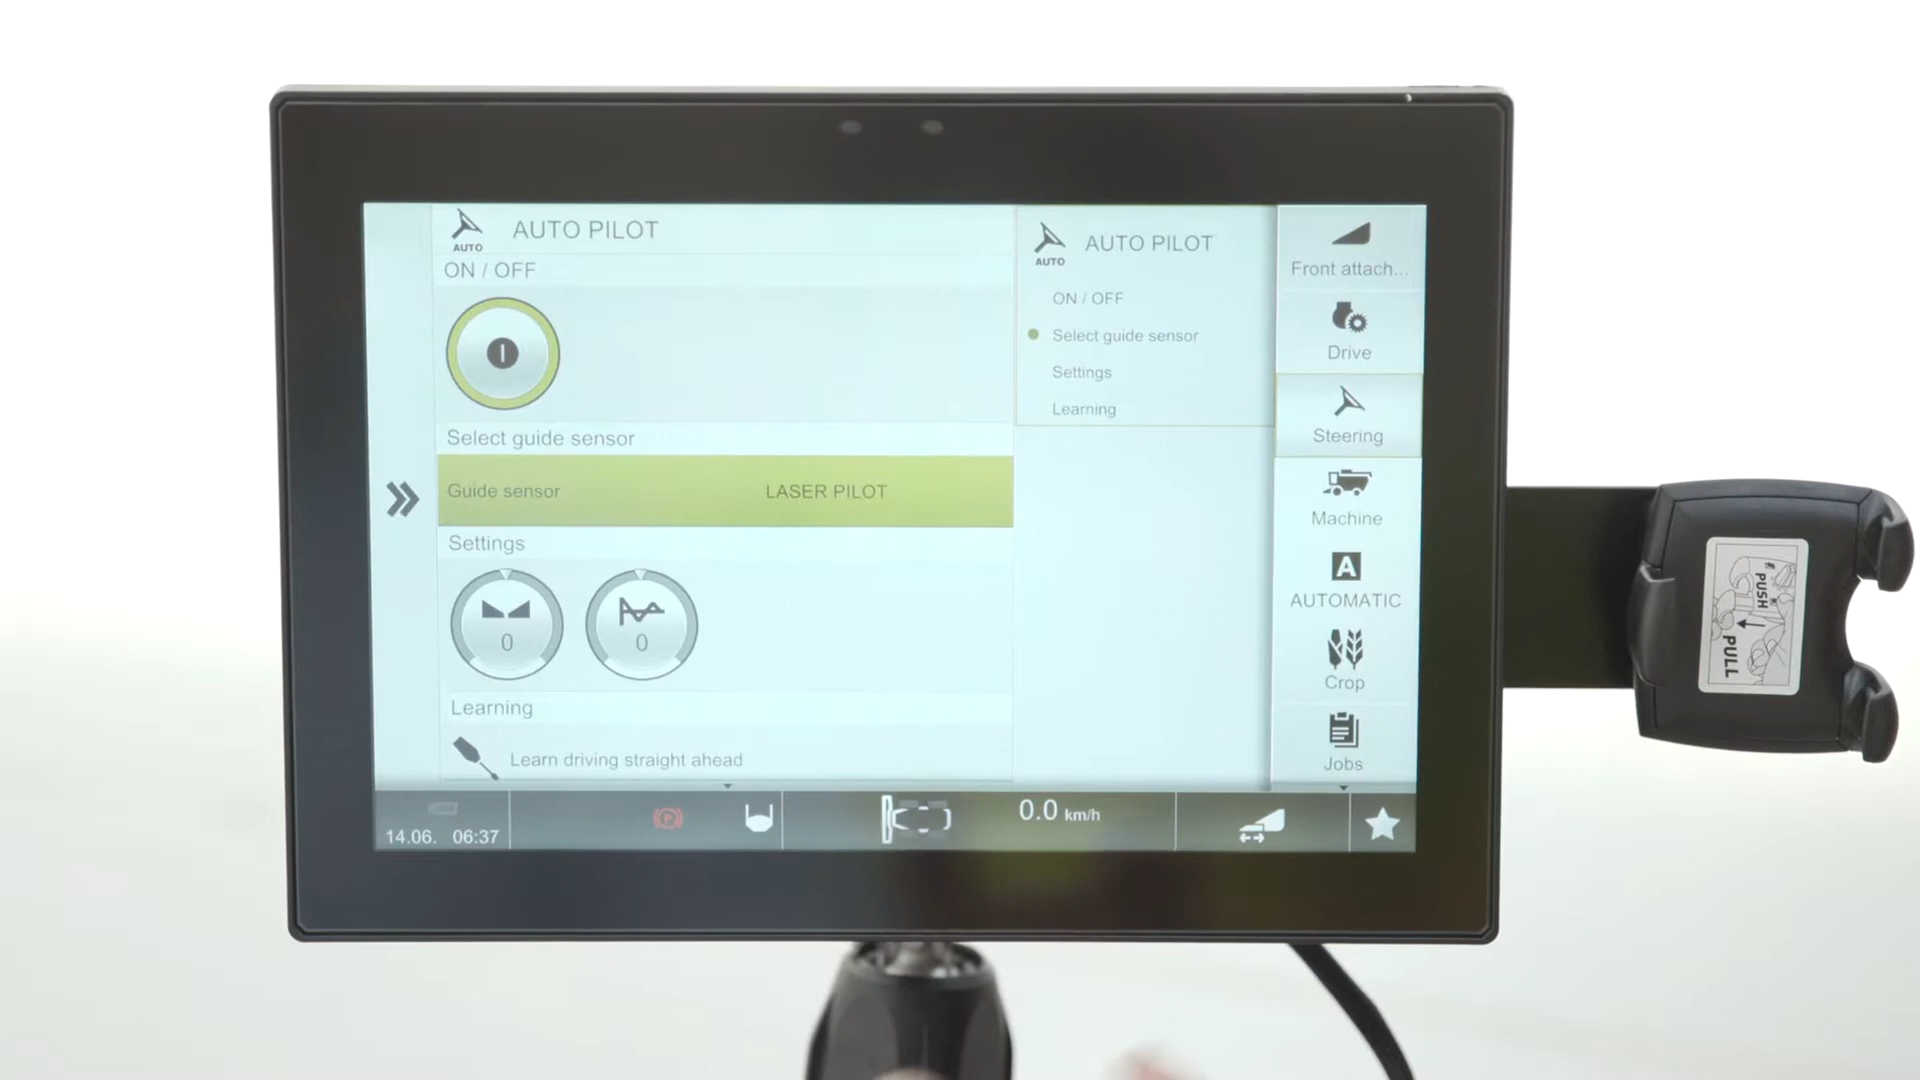 AUTO
AUTO PILOT
ON / OFF
Select guide sensor
Guide sensor
LASER PILOT
Settings
0
0
Learning
Learn driving straight ahead
AUTO
AUTO PILOT
ON / OFF
Select guide sensor
Settings
Learning
Front attach...
Drive
Steering
Machine
A
AUTOMATIC
Crop
Jobs
14.06. 06:37
P
0.0 km/h
PUSH
PULL